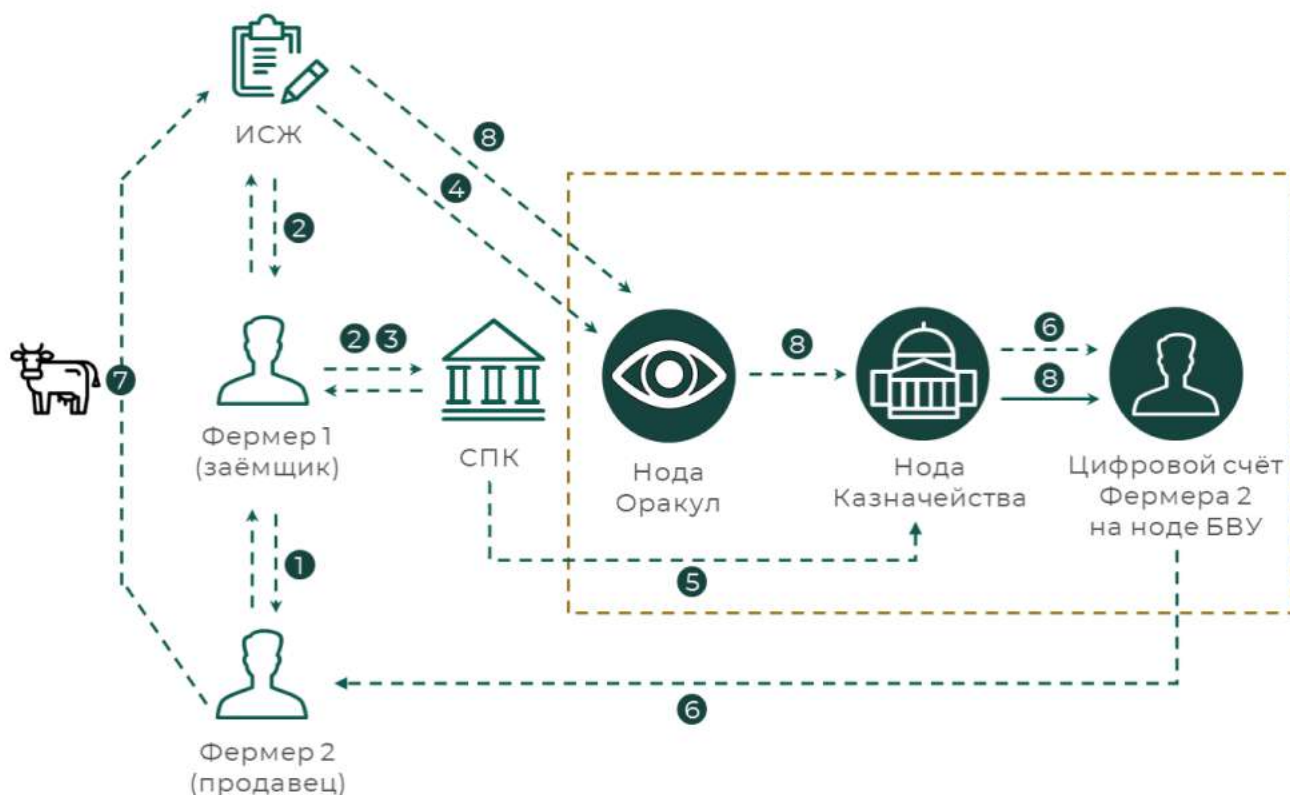 ИСЖ
8
4
2
2 3
8
6
8
7
Фермер 1
(заёмщик)
СПК
Нода
Оракул
Нода
Казначейства
Цифровой счёт
Фермера 2
на ноде БВУ
1
5
6
Фермер 2
(продавец)